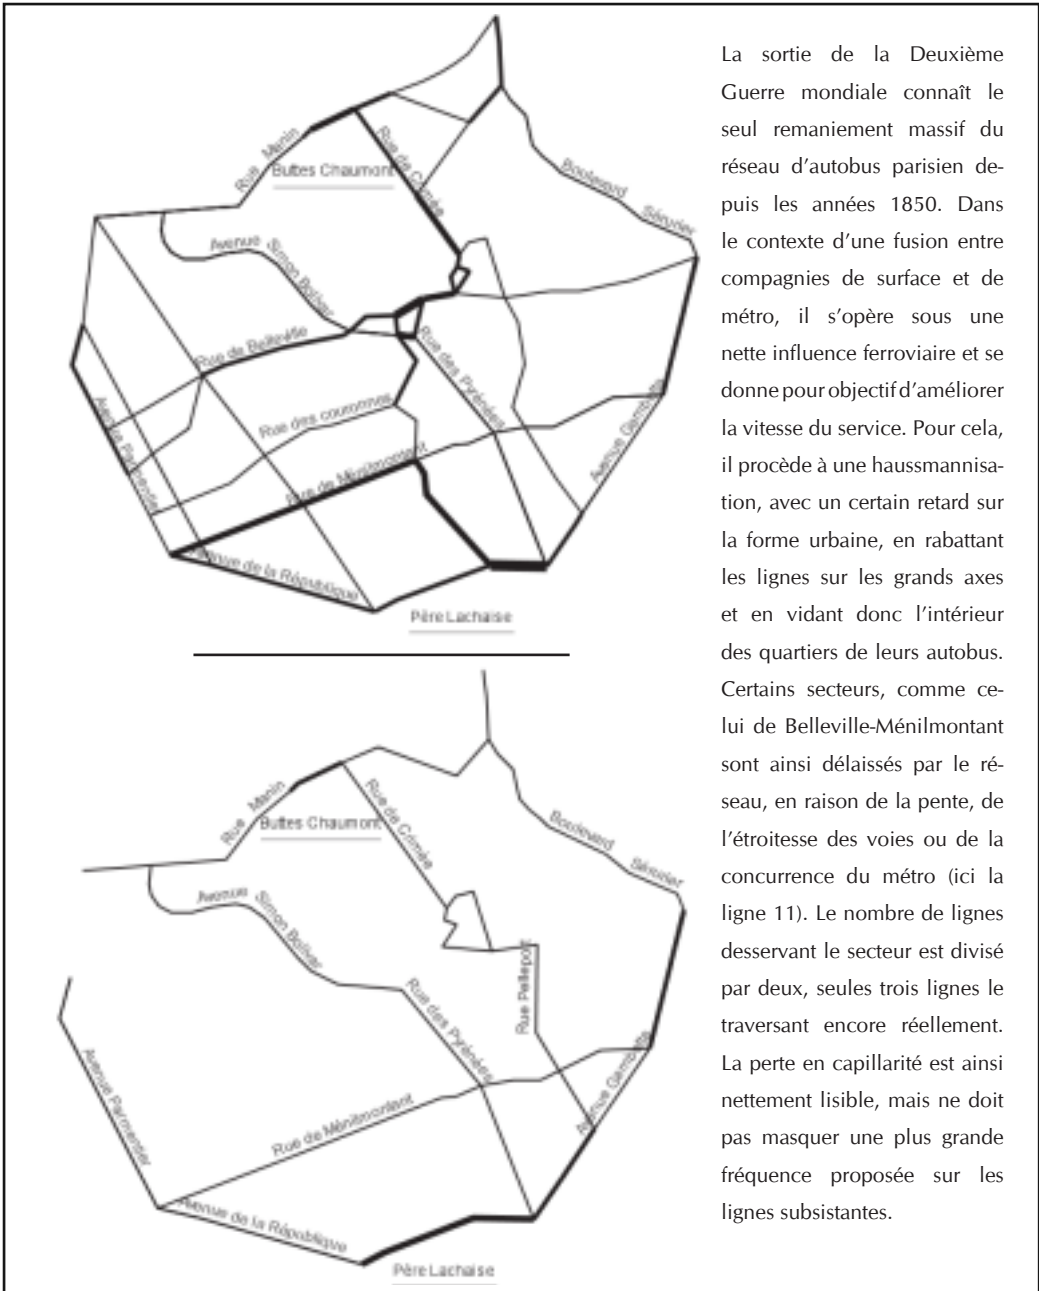 Rue Manin
Buttes Chaumont
Rue de Crimée
Boulevard Sérurier
Avenue Simon Bolivar
Rue de Belleville
Rue des Pyrénées
Rue des couronnes
Avenue Parmentier
Rue de Ménilmontant
Avenue Gambetta
Avenue de la République
Père Lachaise
Rue Manin
Buttes Chaumont
Rue de Crimée
Boulevard Sérurier
Avenue Simon Bolivar
Rue Pelleport
Rue des Pyrénées
Avenue Parmentier
Rue de Ménilmontant
Avenue Gambetta
Avenue de la République
Père Lachaise
La sortie de la Deuxième
Guerre mondiale connaît le
seul remaniement massif du
réseau d'autobus parisien de-
puis les années 1850. Dans
le contexte d'une fusion entre
compagnies de surface et de
métro, il s'opère sous une
nette influence ferroviaire et se
donne pour objectif d'améliorer
la vitesse du service. Pour cela,
il procède à une haussmannisa-
tion, avec un certain retard sur
la forme urbaine, en rabattant
les lignes sur les grands axes
et en vidant donc l'intérieur
des quartiers de leurs autobus.
Certains secteurs, comme ce-
lui de Belleville-Ménilmontant
sont ainsi délaissés par le ré-
seau, en raison de la pente, de
l'étroitesse des voies ou de la
concurrence du métro (ici la
ligne 11). Le nombre de lignes
desservant le secteur est divisé
par deux, seules trois lignes le
traversant encore réellement.
La perte en capillarité est ainsi
nettement lisible, mais ne doit
pas masquer une plus grande
fréquence proposée sur les
lignes subsistantes.